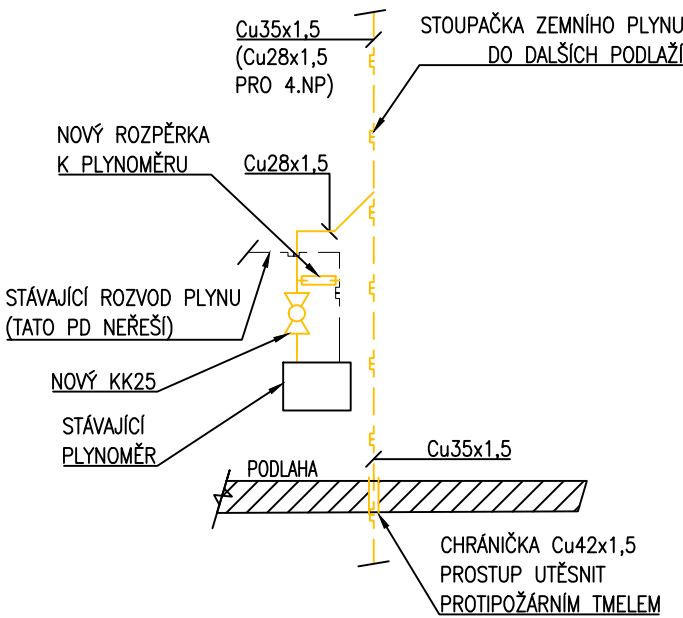 Cu35x1,5
(Cu28x1,5
PRO 4.NP)
STOUPAČKA ZEMNÍHO PLYNU
DO DALŠÍCH PODLAŽÍ
NOVÝ ROZPĚRKA
K PLYNOMĚRU
Cu28x1,5
STÁVAJÍCÍ ROZVOD PLYNU
(TATO PD NEŘEŠÍ)
NOVÝ KK25
STÁVAJÍCÍ
PLYNOMĚR
Cu35x1,5
PODLAHA
CHRÁNIČKA Cu42x1,5
PROSTUP UTĚSNIT
PROTIPOŽÁRNÍM TMELEM